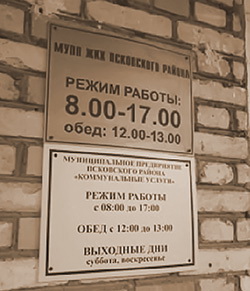 МУПП ЖКХ ПСКОВСКОГО РАЙОНА
РЕЖИМ РАБОТЫ:
8.00-17.00
обед: 12.00-13.00
МУНИЦИПАЛЬНОЕ ПРЕДПРИЯТИЕ
ПСКОВСКОГО РАЙОНА
«КОММУНАЛЬНЫЕ УСЛУГИ»
РЕЖИМ РАБОТЫ
с 08:00 до 17:00
ОБЕД с 12:00 до 13:00
ВЫХОДНЫЕ ДНИ
суббота, воскресенье